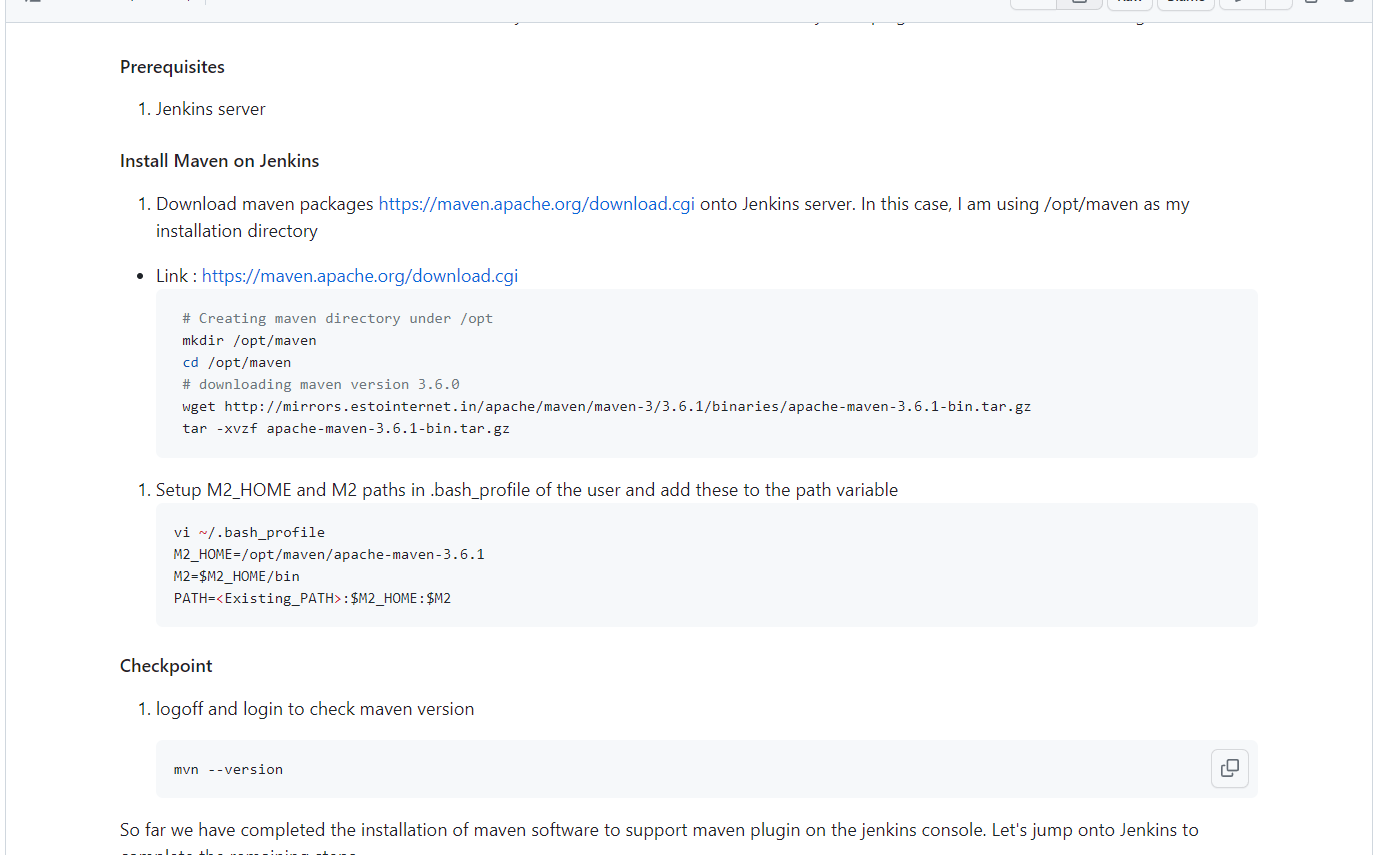 Prerequisites
1. Jenkins server
Install Maven on Jenkins
1. Download maven packages https://maven.apache.org/download.cgi onto Jenkins server. In this case, I am using /opt/maven as my
installation directory
• Link : https://maven.apache.org/download.cgi
# Creating maven directory under /opt
mkdir /opt/maven
cd /opt/maven
# downloading maven version 3.6.0
wget http://mirrors.estointernet.in/apache/maven/maven-3/3.6.1/binaries/apache-maven-3.6.1-bin.tar.gz
tar -xvzf apache-maven-3.6.1-bin.tar.gz
1. Setup M2_HOME and M2 paths in .bash_profile of the user and add these to the path variable
vi ~/.bash_profile
M2_HOME=/opt/maven/apache-maven-3.6.1
M2=$M2_HOME/bin
PATH=<Existing_PATH>:$M2_HOME:$M2
Checkpoint
1. logoff and login to check maven version
mvn --version
So far we have completed the installation of maven software to support maven plugin on the jenkins console. Let's jump onto Jenkins to
complete the remaining steps